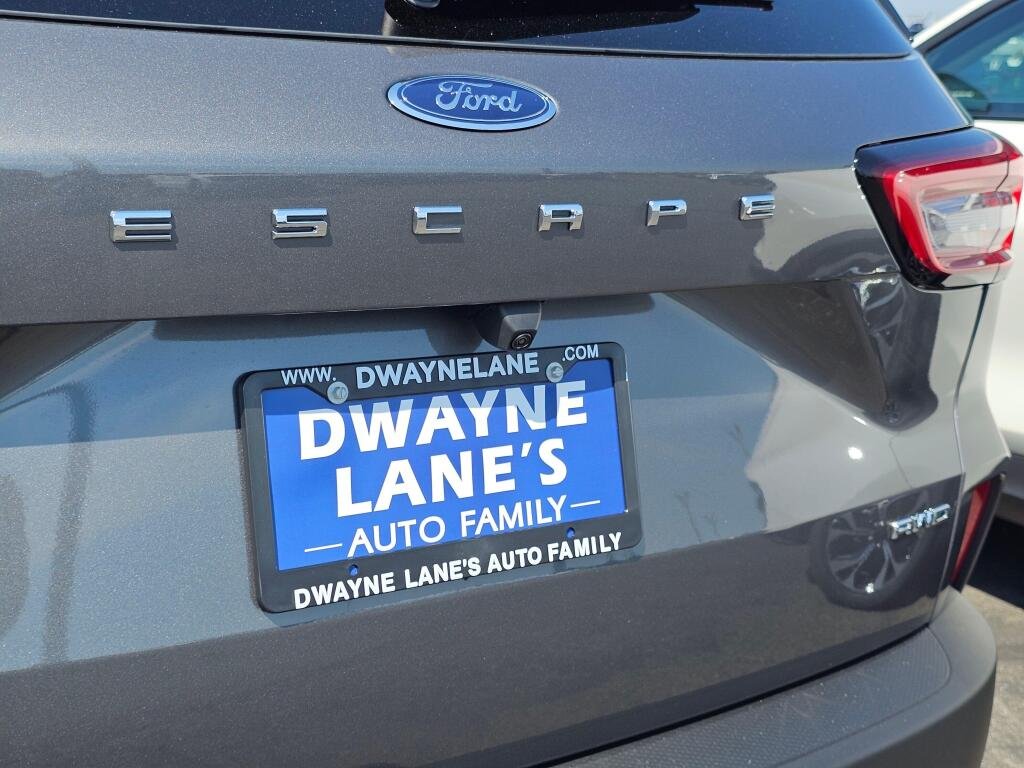 Ford
ESCAPE
WWW. DWAYNELANE .COM
DWAYNE
LANE'S
— AUTO FAMILY —
DWAYNE LANE'S AUTO FAMILY
AWD